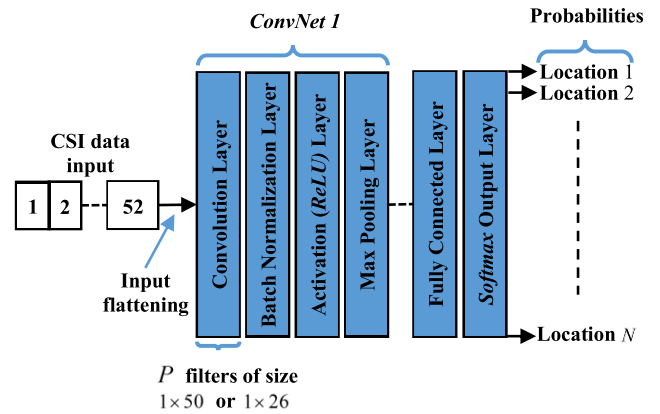 ConvNet 1
Probabilities
CSI data
input
1 2 52
Input
flattening
Convolution Layer
Batch Normalization Layer
Activation (ReLU) Layer
Max Pooling Layer
Fully Connected Layer
Softmax Output Layer
Location 1
Location 2
Location N
P filters of size
1×50 or 1×26